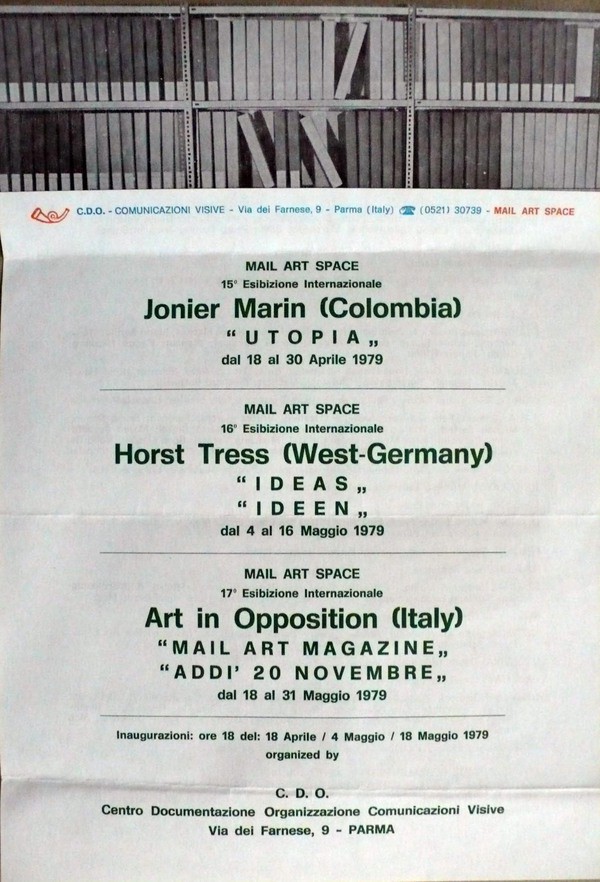 C.D.O. - COMUNICAZIONI VISIVE - Via dei Farnese, 9 - Parma (Italy) ☎ (0521) 30739 - MAIL ART SPACE
MAIL ART SPACE
15° Esibizione Internazionale
Jonier Marin (Colombia)
“UTOPIA„
dal 18 al 30 Aprile 1979
MAIL ART SPACE
16° Esibizione Internazionale
Horst Tress (West-Germany)
“IDEAS„
“IDEEN„
dal 4 al 16 Maggio 1979
MAIL ART SPACE
17° Esibizione Internazionale
Art in Opposition (Italy)
“MAIL ART MAGAZINE„
“ADDI' 20 NOVEMBRE„
dal 18 al 31 Maggio 1979
Inaugurazioni: ore 18 del: 18 Aprile / 4 Maggio / 18 Maggio 1979
organized by
C. D. O.
Centro Documentazione Organizzazione Comunicazioni Visive
Via dei Farnese, 9 - PARMA